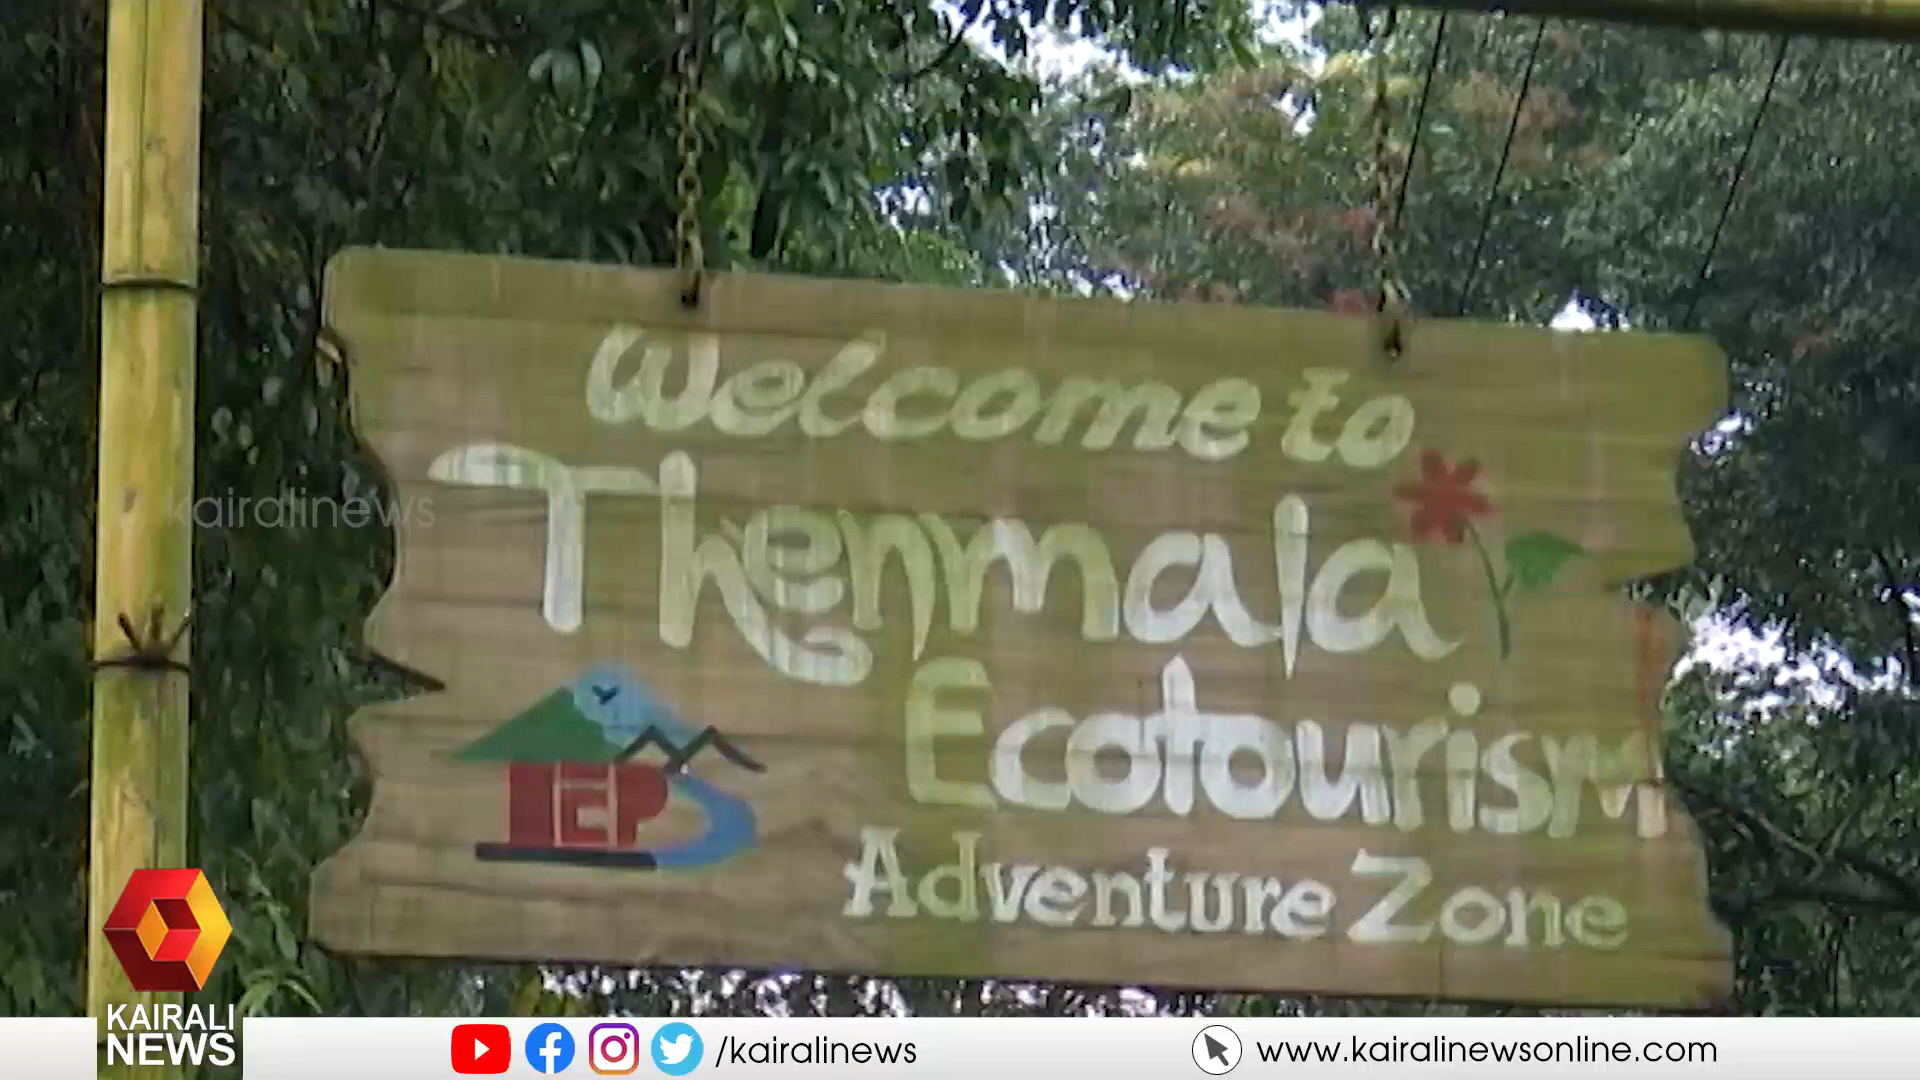 Welcome to
Thenmala
Ecotourism
Adventure Zone
TEPS
kairalinews
KAIRALI
NEWS
/kairalinews
www.kairalinewsonline.com